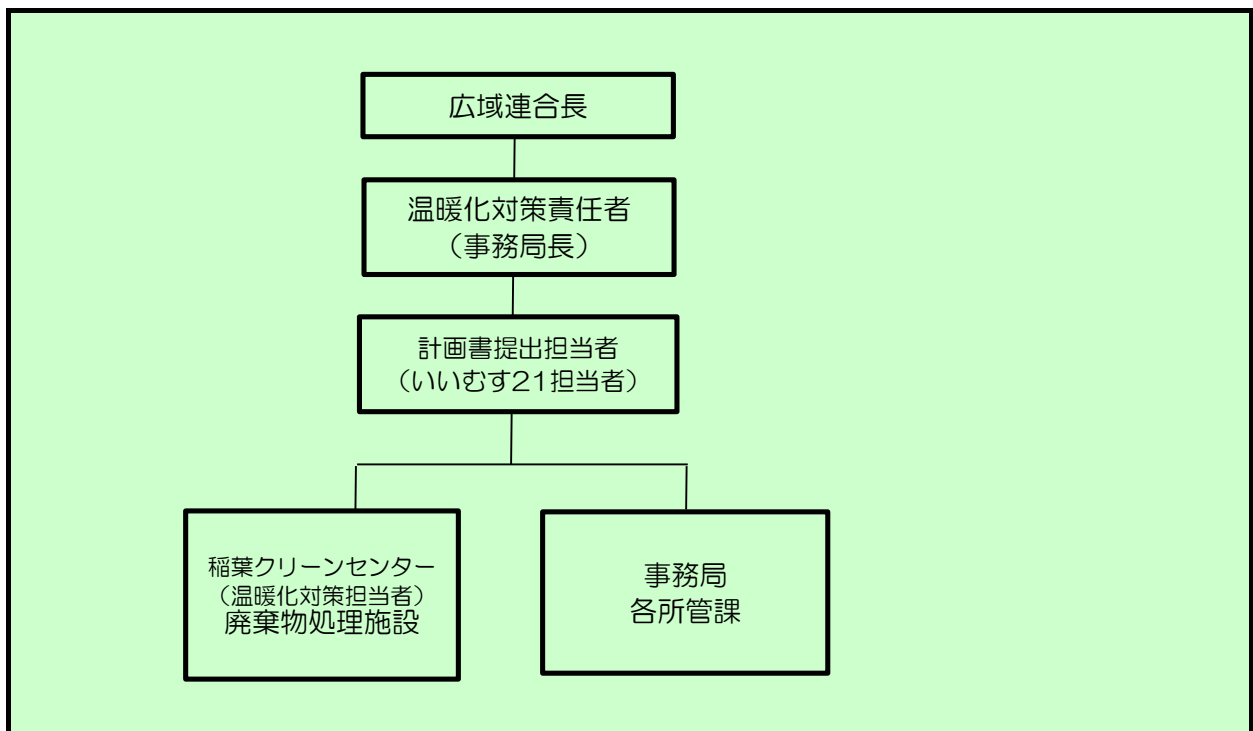 広域連合長
温暖化対策責任者
（事務局長）
計画書提出担当者
（いいむす21担当者）
稲葉クリーンセンター
（温暖化対策担当者）
廃棄物処理施設
事務局
各所管課